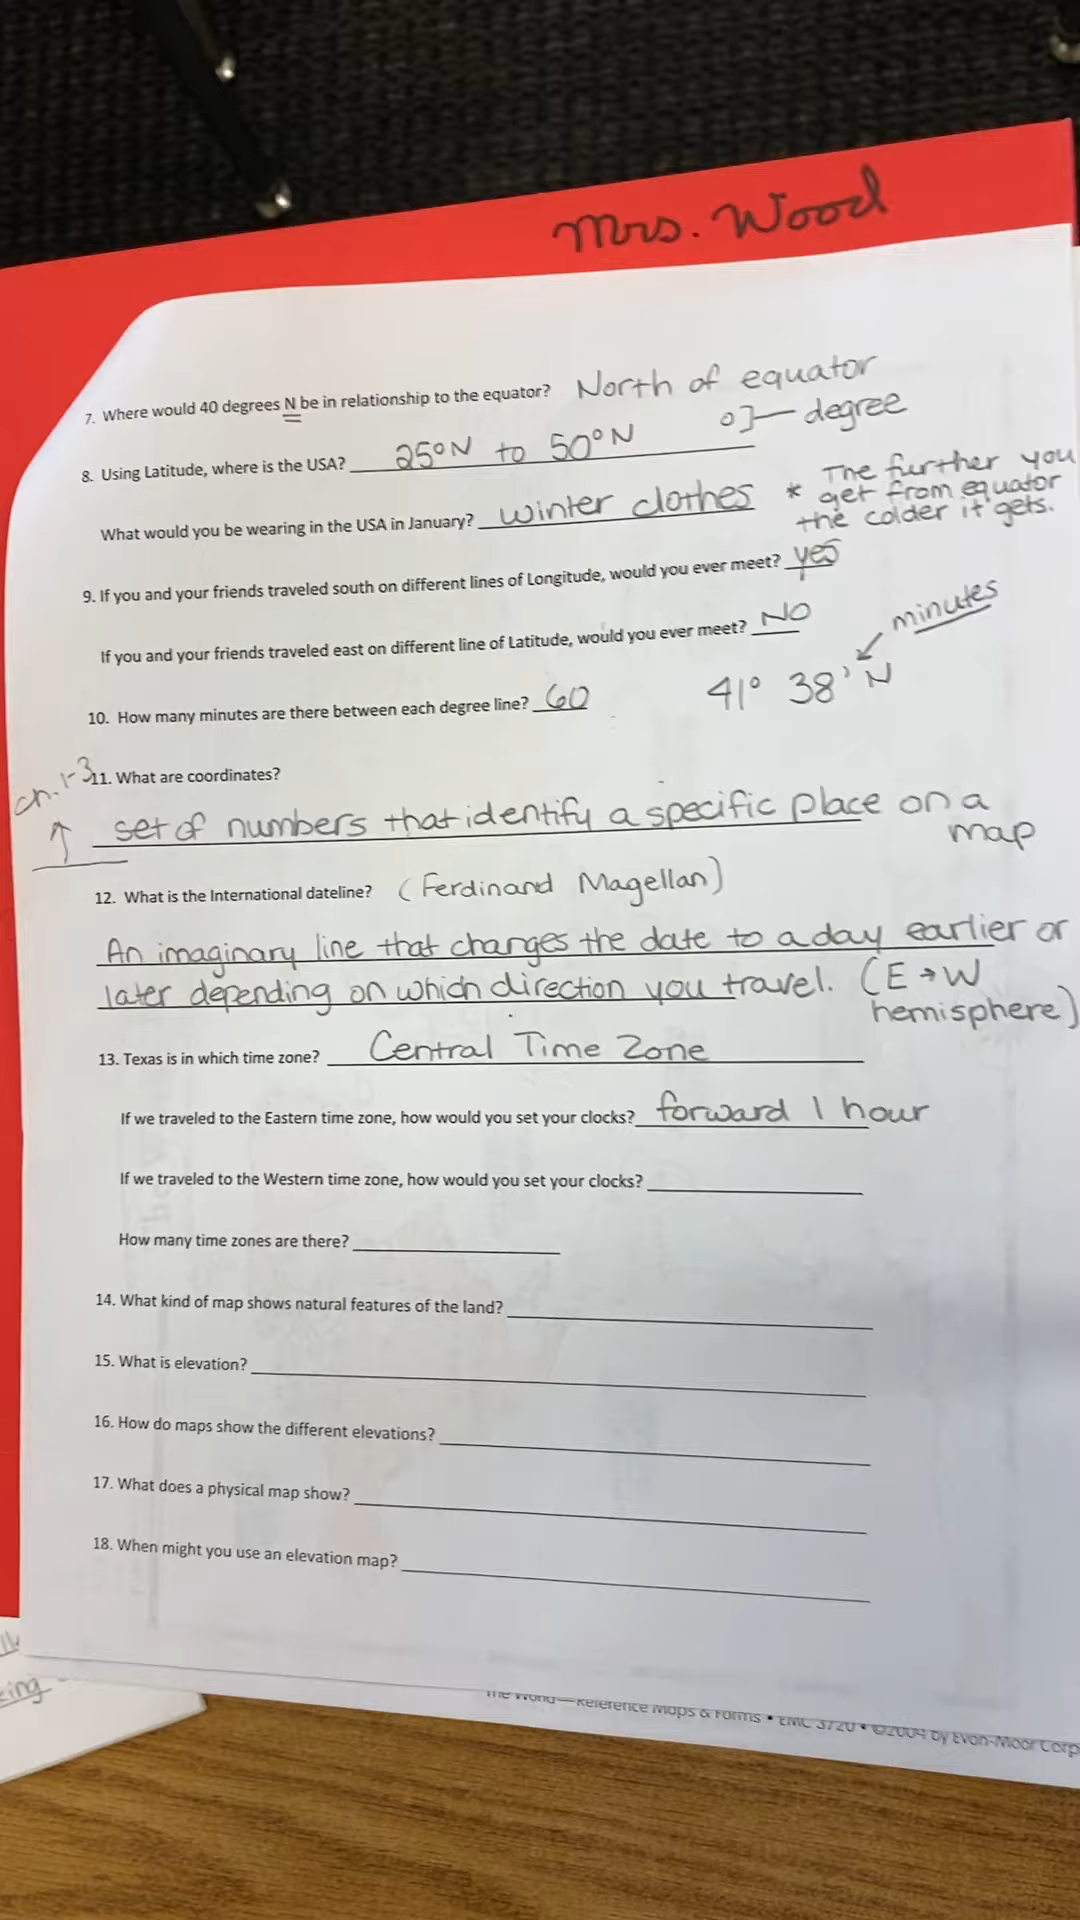 Mrs. Wood
7. Where would 40 degrees N be in relationship to the equator? North of equator
o]— degree
8. Using Latitude, where is the USA? 25°N to 50°N
* The further you
get from equator
the colder it gets.
What would you be wearing in the USA in January? winter clothes
9. If you and your friends traveled south on different lines of Longitude, would you ever meet? yes
If you and your friends traveled east on different line of Latitude, would you ever meet? NO
minutes
41° 38' N
10. How many minutes are there between each degree line? 60
ch. 1-3
11. What are coordinates?
set of numbers that identify a specific place on a
map
12. What is the International dateline? (Ferdinand Magellan)
An imaginary line that changes the date to a day earlier or
later depending on which direction you travel. (E→W
hemisphere)
13. Texas is in which time zone? Central Time Zone
If we traveled to the Eastern time zone, how would you set your clocks? forward 1 hour
If we traveled to the Western time zone, how would you set your clocks?
How many time zones are there?
14. What kind of map shows natural features of the land?
15. What is elevation?
16. How do maps show the different elevations?
17. What does a physical map show?
18. When might you use an elevation map?
The World—Reference Maps & Forms • EMC 3720 • ©2004 by Evan-Moor Corp